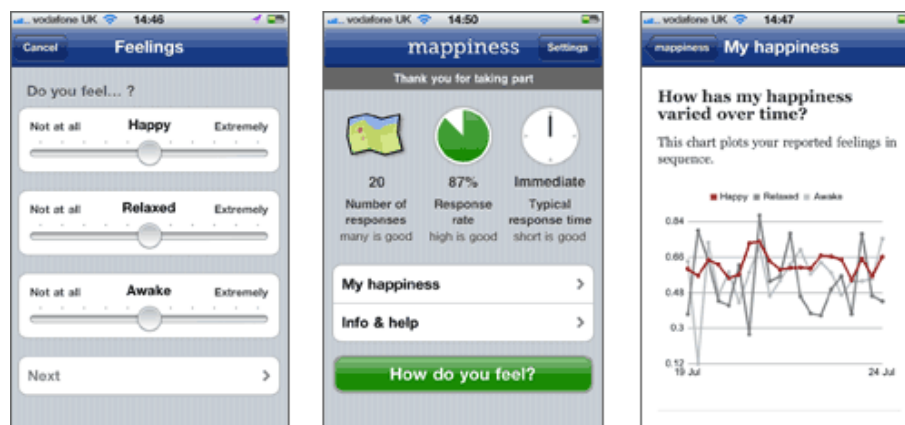 vodafone UK 14:46
Cancel Feelings
Do you feel... ?
Not at all Happy Extremely
Not at all Relaxed Extremely
Not at all Awake Extremely
Next
vodafone UK 14:50
mappiness Settings
Thank you for taking part
20 87% Immediate
Number of Response Typical
responses rate response time
many is good high is good short is good
My happiness
Info & help
How do you feel?
vodafone UK 14:47
mappiness My happiness
How has my happiness
varied over time?
This chart plots your reported feelings in
sequence.
Happy Relaxed Awake
0.84
0.66
0.48
0.3
0.12
19 Jul 24 Jul